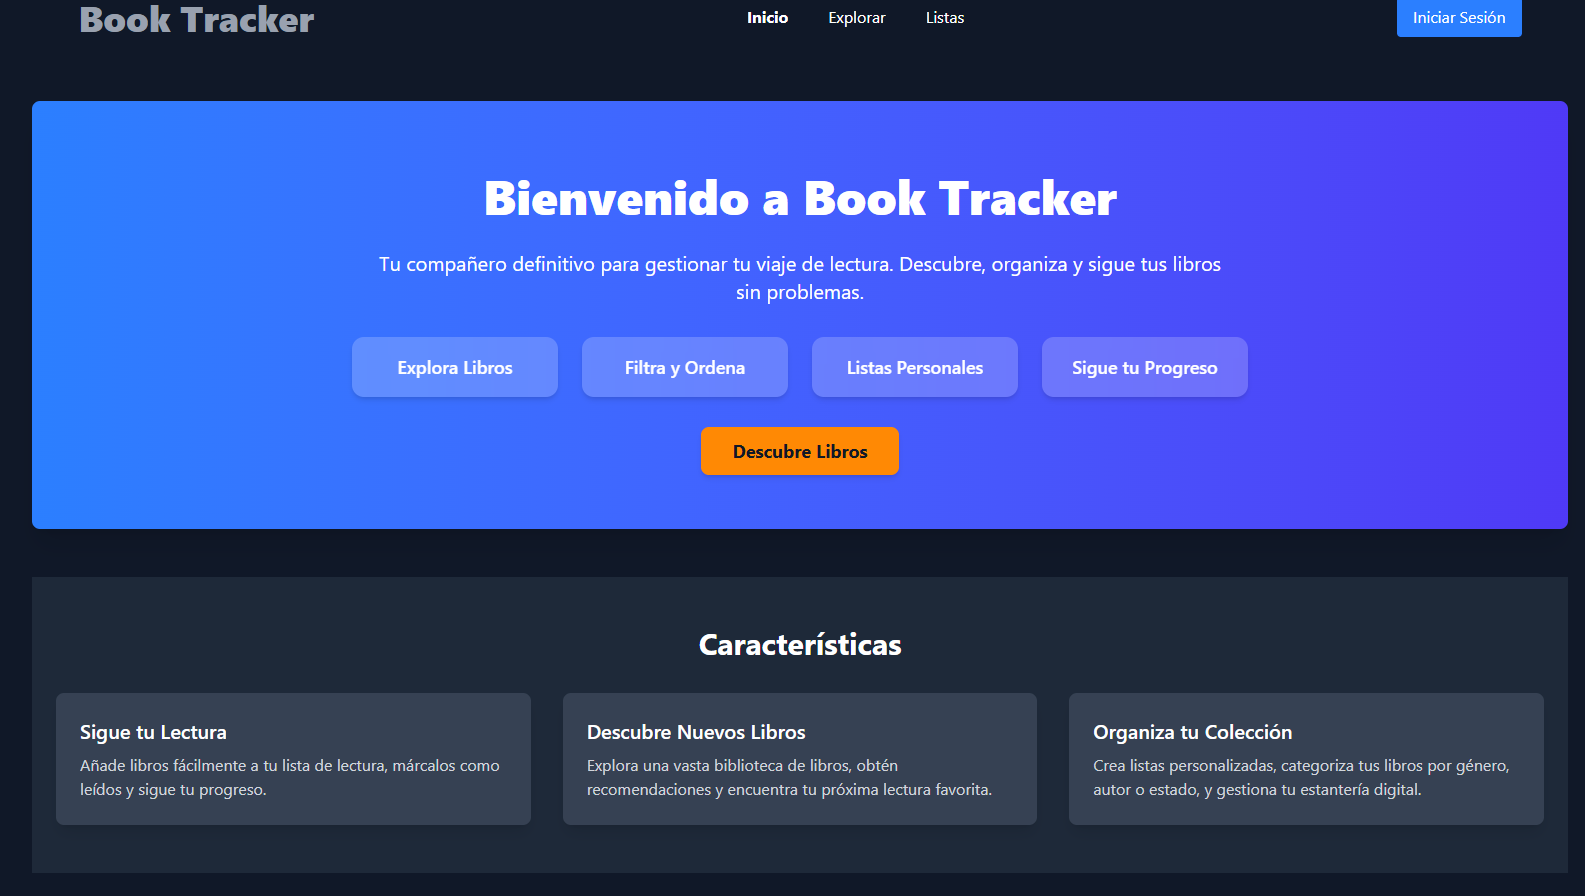 Book Tracker
Inicio
Explorar
Listas
Iniciar Sesión
Bienvenido a Book Tracker
Tu compañero definitivo para gestionar tu viaje de lectura. Descubre, organiza y sigue tus libros
sin problemas.
Explora Libros
Filtra y Ordena
Listas Personales
Sigue tu Progreso
Descubre Libros
Características
Sigue tu Lectura
Añade libros fácilmente a tu lista de lectura, márcalos como
leídos y sigue tu progreso.
Descubre Nuevos Libros
Explora una vasta biblioteca de libros, obtén
recomendaciones y encuentra tu próxima lectura favorita.
Organiza tu Colección
Crea listas personalizadas, categoriza tus libros por género,
autor o estado, y gestiona tu estantería digital.